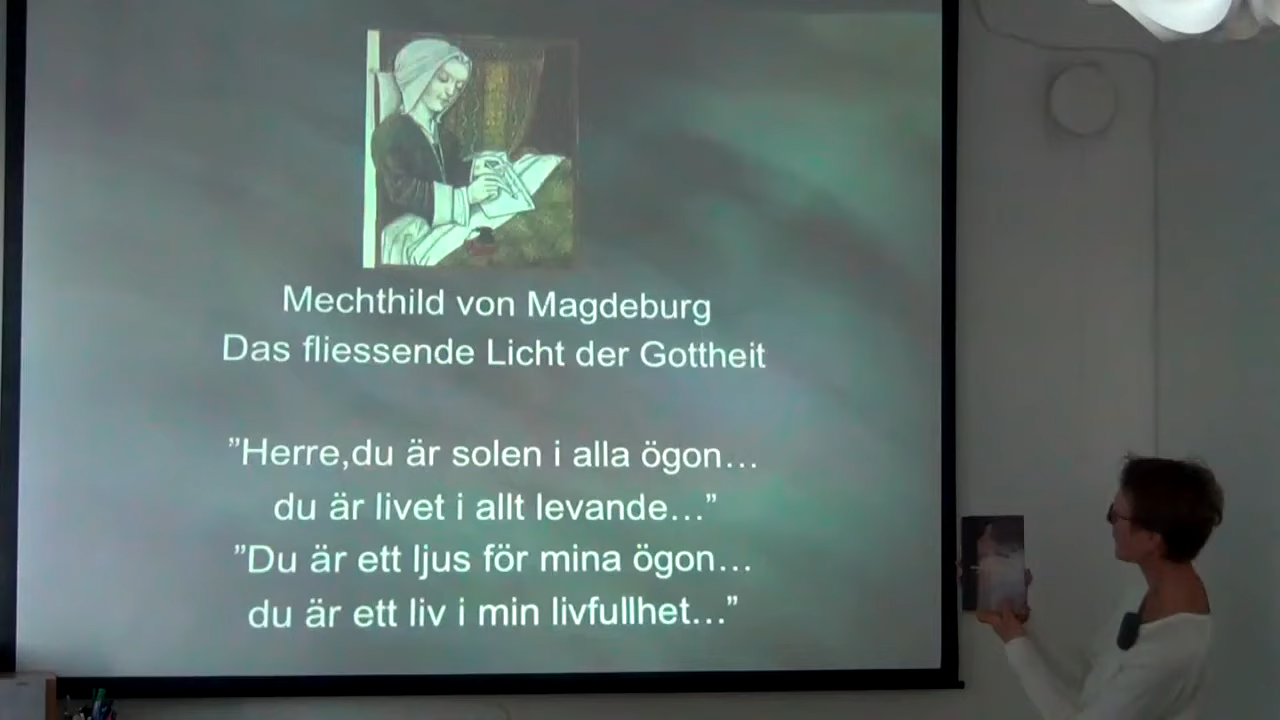 Mechthild von Magdeburg
Das fliessende Licht der Gottheit
”Herre,du är solen i alla ögon…
du är livet i allt levande…”
”Du är ett ljus för mina ögon…
du är ett liv i min livfullhet…”